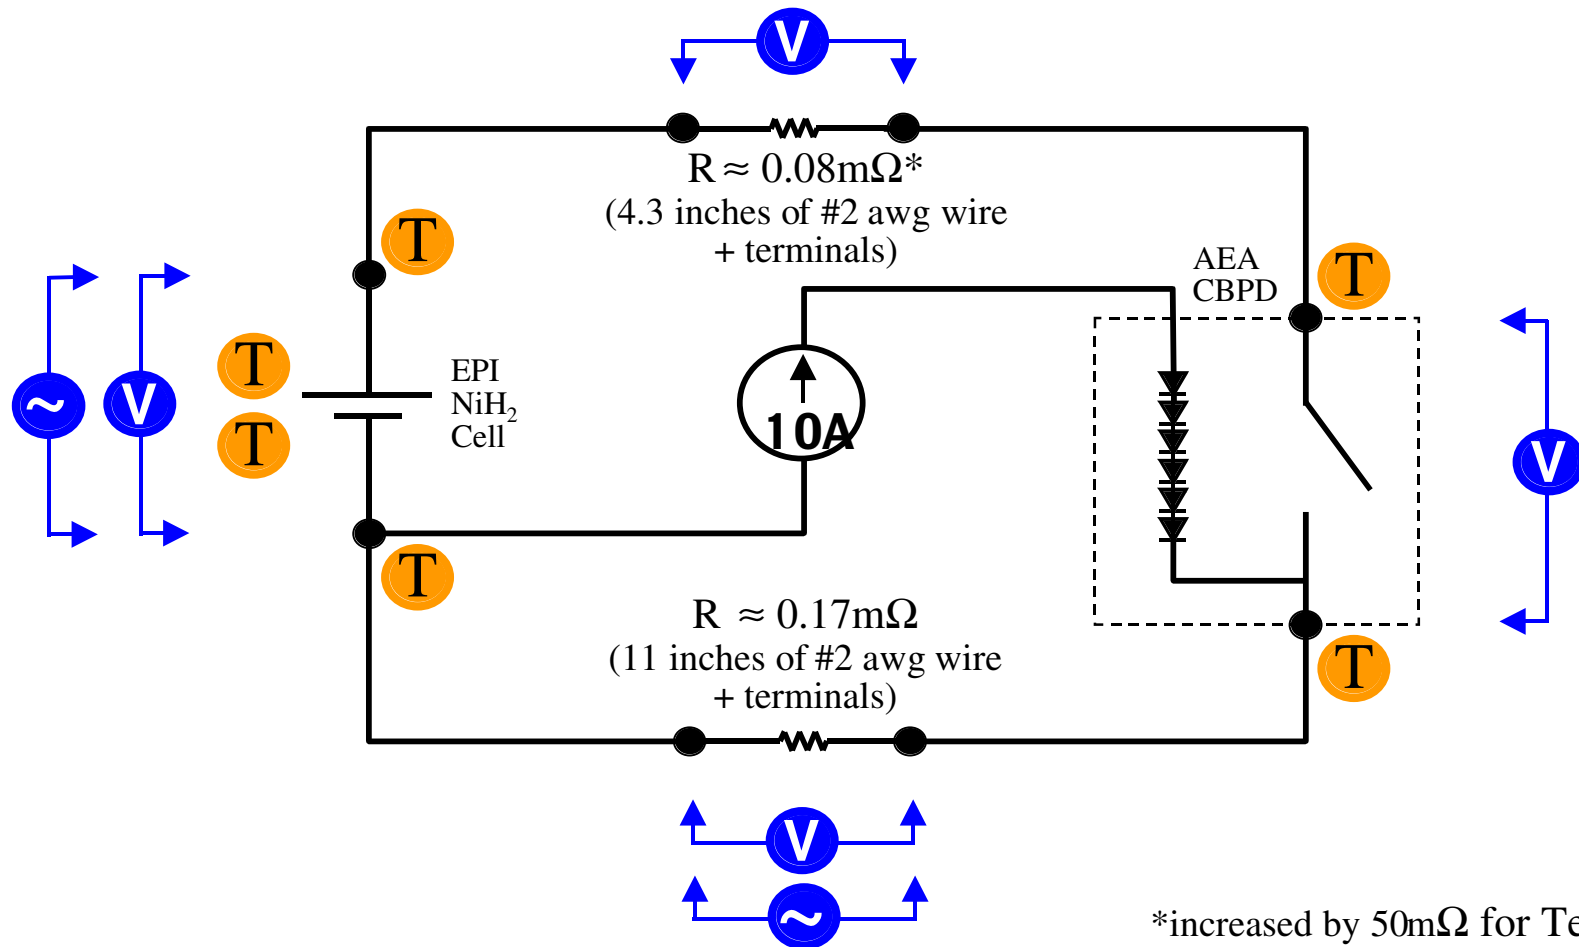 V
R ≈ 0.08mΩ*
(4.3 inches of #2 awg wire
+ terminals)
T
AEA
CBPD
T
T
~
V
EPI
NiH2
Cell
10A
T
V
T
R ≈ 0.17mΩ
(11 inches of #2 awg wire
+ terminals)
T
V
~
*increased by 50mΩ for Te